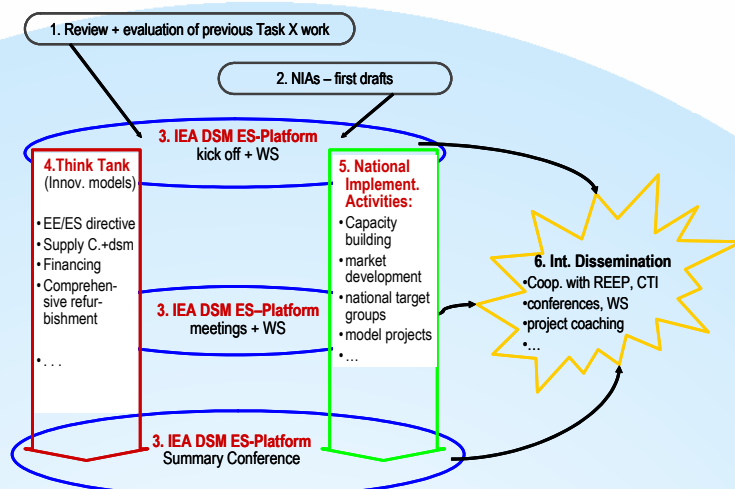 1. Review + evaluation of previous Task X work
2. NIAs – first drafts
3. IEA DSM ES-Platform
kick off + WS
4.Think Tank
(Innov. models)
• EE/ES directive
• Supply C.+dsm
• Financing
• Comprehen-
sive refur-
bishment
• . . .
5. National
Implement.
Activities:
• Capacity
building
• market
development
• national target
groups
• model projects
• ...
3. IEA DSM ES–Platform
meetings + WS
6. Int. Dissemination
•Coop. with REEP, CTI
•conferences, WS
•project coaching
•...
3. IEA DSM ES-Platform
Summary Conference